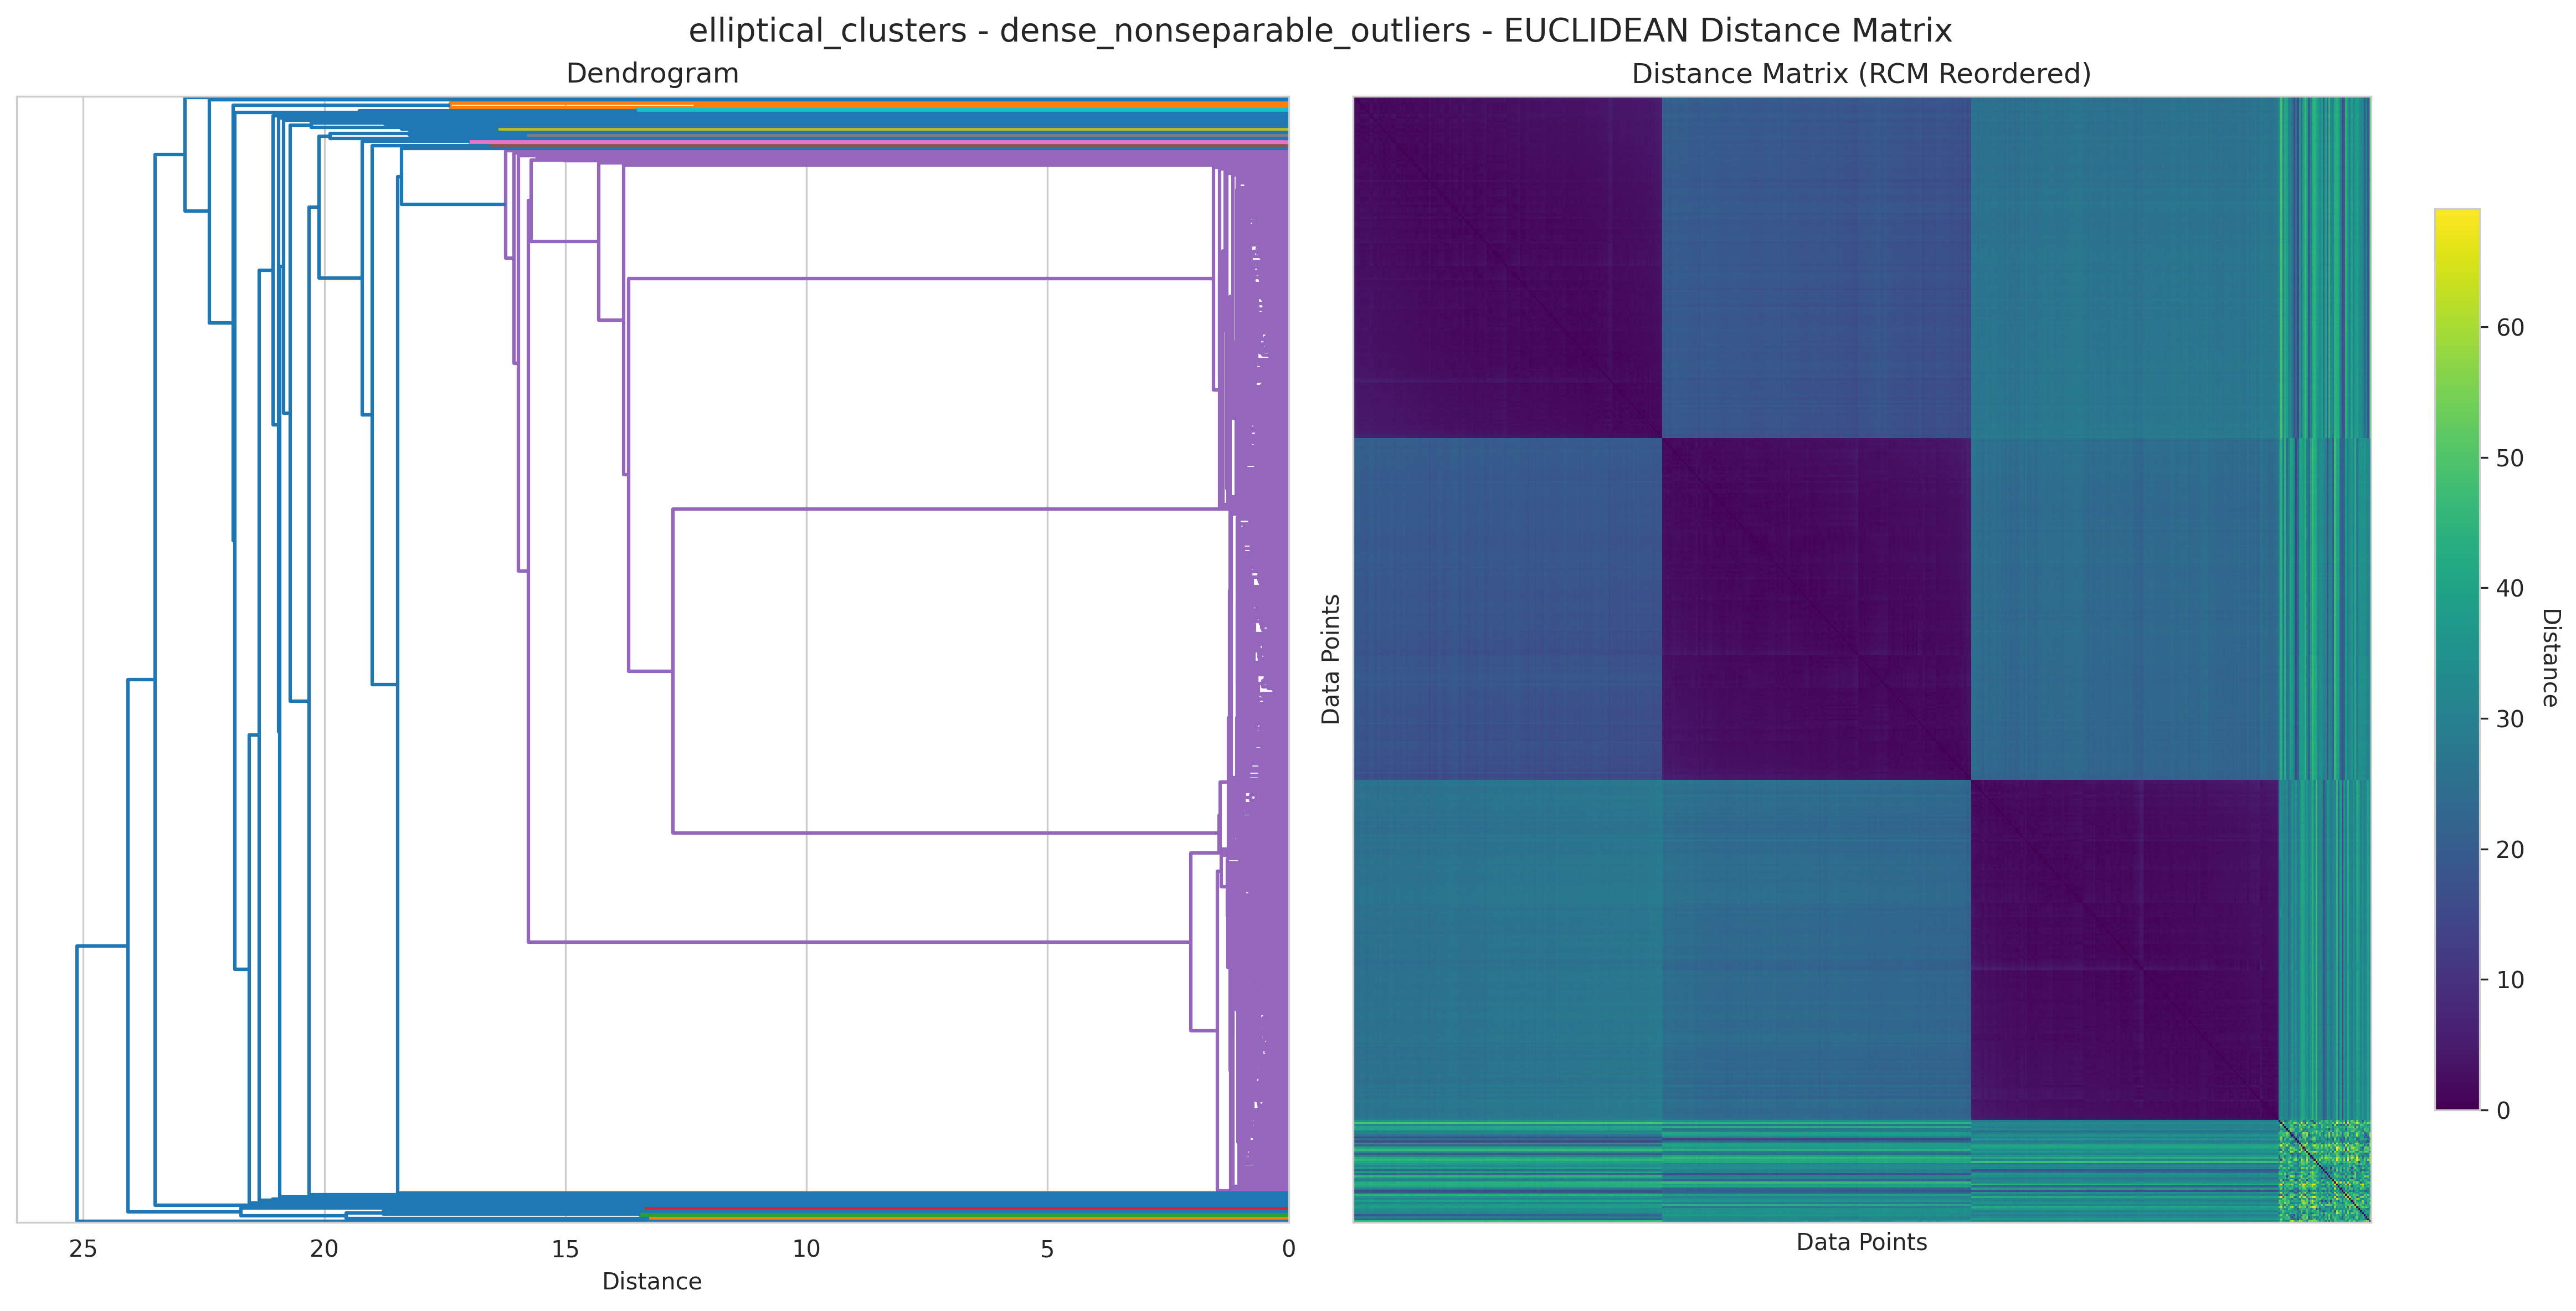 elliptical_clusters - dense_nonseparable_outliers - EUCLIDEAN Distance Matrix
Dendrogram
25 20 15 10 5 0
Distance
Distance Matrix (RCM Reordered)
Data Points
Data Points
60
50
40
30
20
10
0
Distance